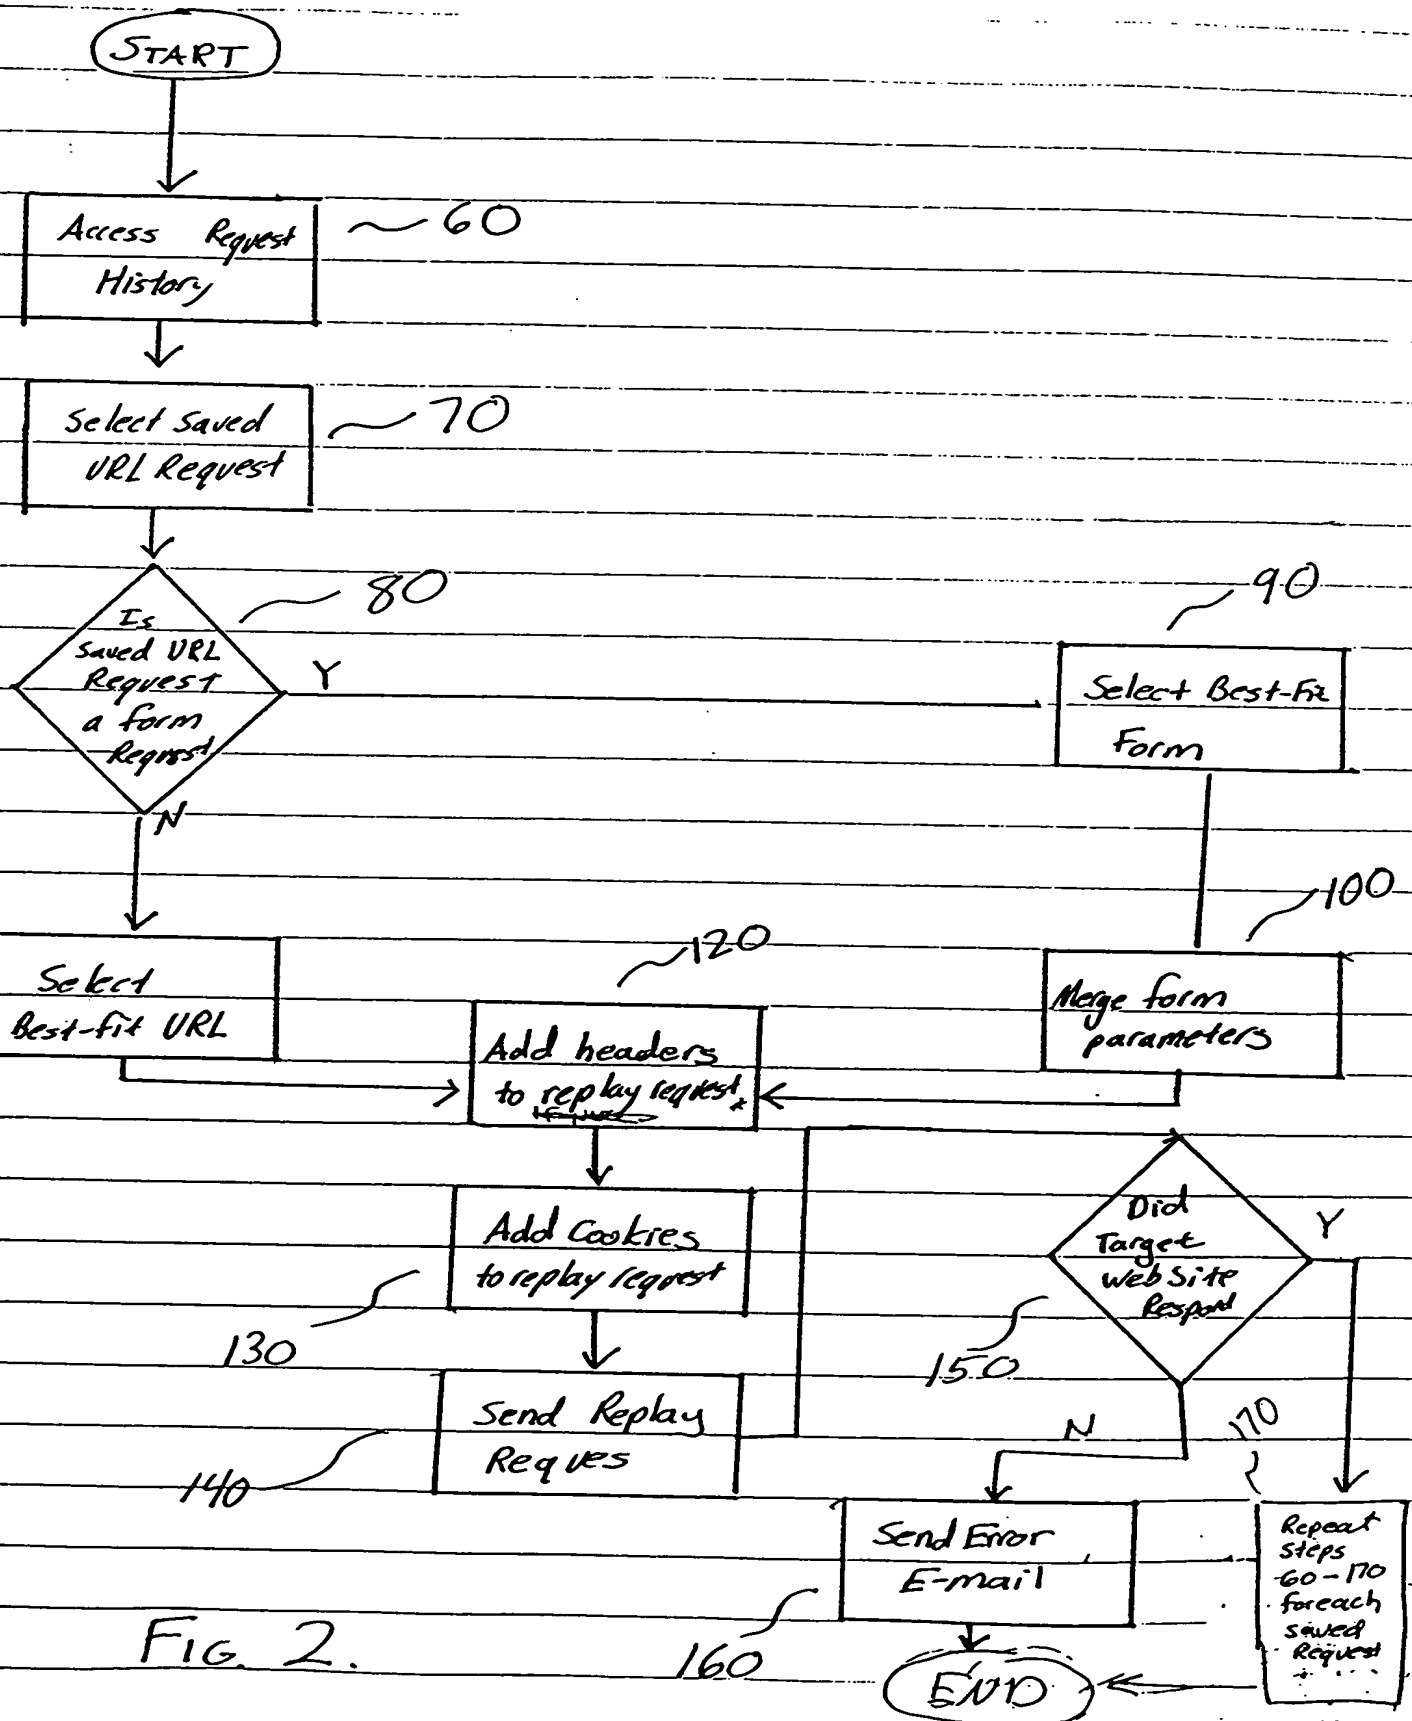 START
Access Request
History
60
Select Saved
URL Request
70
Is
Saved URL
Request
a form
Request
80
Y
N
90
Select Best-Fit
Form
100
Merge form
parameters
Select
Best-fit URL
120
Add headers
to replay request
Add Cookies
to replay request
130
Send Replay
Reques
140
Did
Target
Web Site
Respond
150
Y
N
Send Error
E-mail
160
170
Repeat
steps
60-170
foreach
saved
Request
END
FIG. 2.